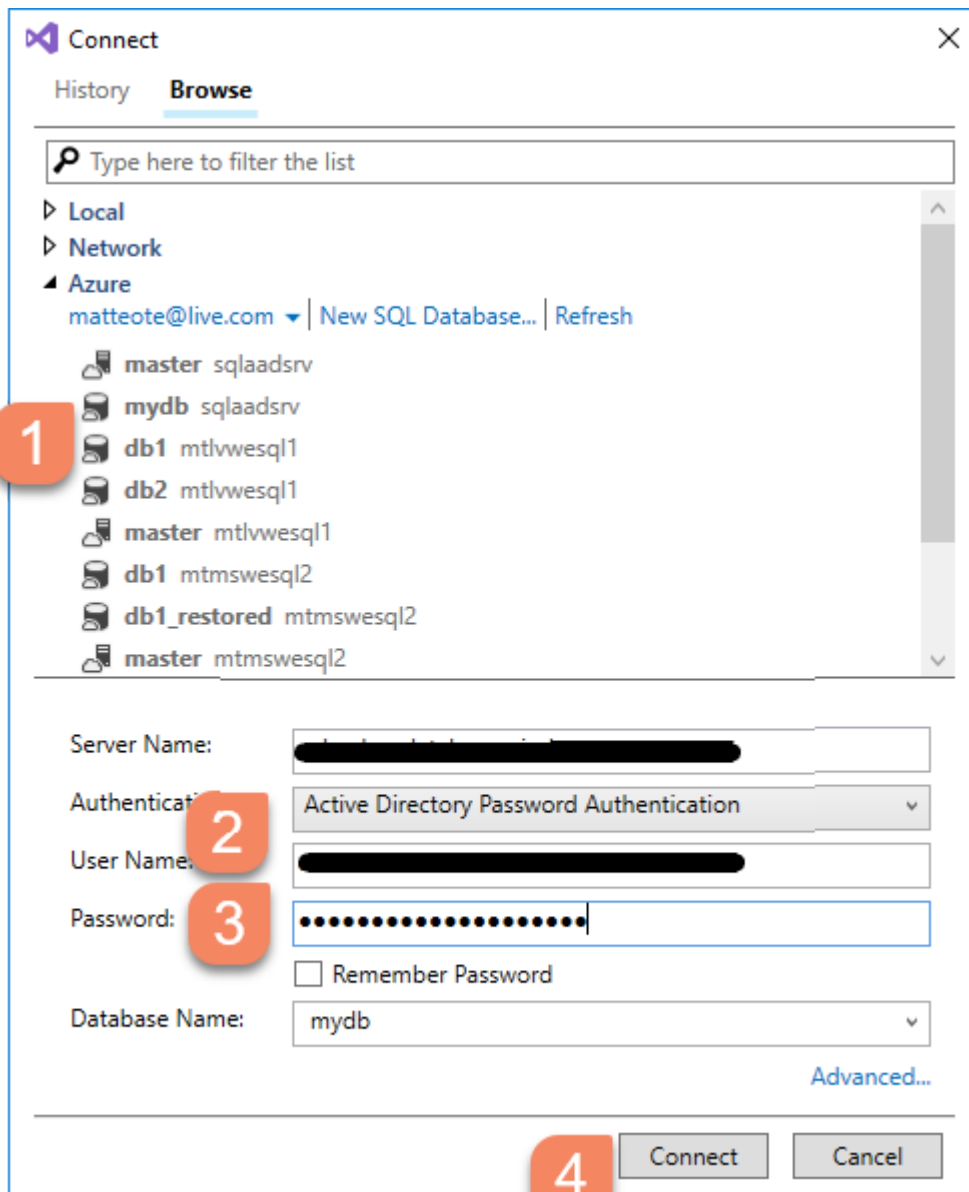 Connect
History Browse
Type here to filter the list
Local
Network
Azure
matteote@live.com New SQL Database... Refresh
master sqlaadsrv
mydb sqlaadsrv
1
db1 mtlvwesql1
db2 mtlvwesql1
master mtlvwesql1
db1 mtmswesql2
db1_restored mtmswesql2
master mtmswesql2
Server Name:
Active Directory Password Authentication
2
User Name:
Password: 3 ••••••••••••••••••••
Remember Password
Database Name: mydb
Advanced...
4 Connect Cancel